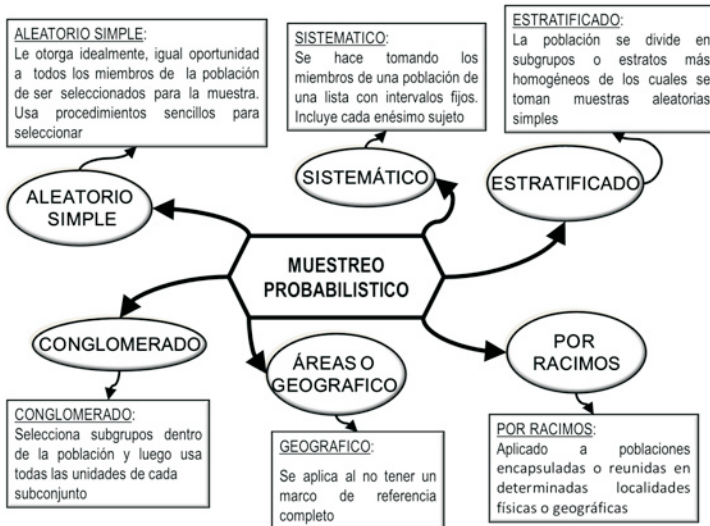 ALEATORIO SIMPLE:
Le otorga idealmente, igual oportunidad
a todos los miembros de la población
de ser seleccionados para la muestra.
Usa procedimientos sencillos para
seleccionar
SISTEMATICO:
Se hace tomando los
miembros de una población de
una lista con intervalos fijos.
Incluye cada enésimo sujeto
ESTRATIFICADO:
La población se divide en
subgrupos o estratos más
homogéneos de los cuales se
toman muestras aleatorias
simples
ALEATORIO
SIMPLE
SISTEMÁTICO
ESTRATIFICADO
MUESTREO
PROBABILISTICO
CONGLOMERADO
ÁREAS O
GEOGRAFICO
POR
RACIMOS
CONGLOMERADO:
Selecciona subgrupos dentro
de la población y luego usa
todas las unidades de cada
subconjunto
GEOGRAFICO:
Se aplica al no tener un
marco de referencia
completo
POR RACIMOS:
Aplicado a poblaciones
encapsuladas o reunidas en
determinadas localidades
físicas o geográficas